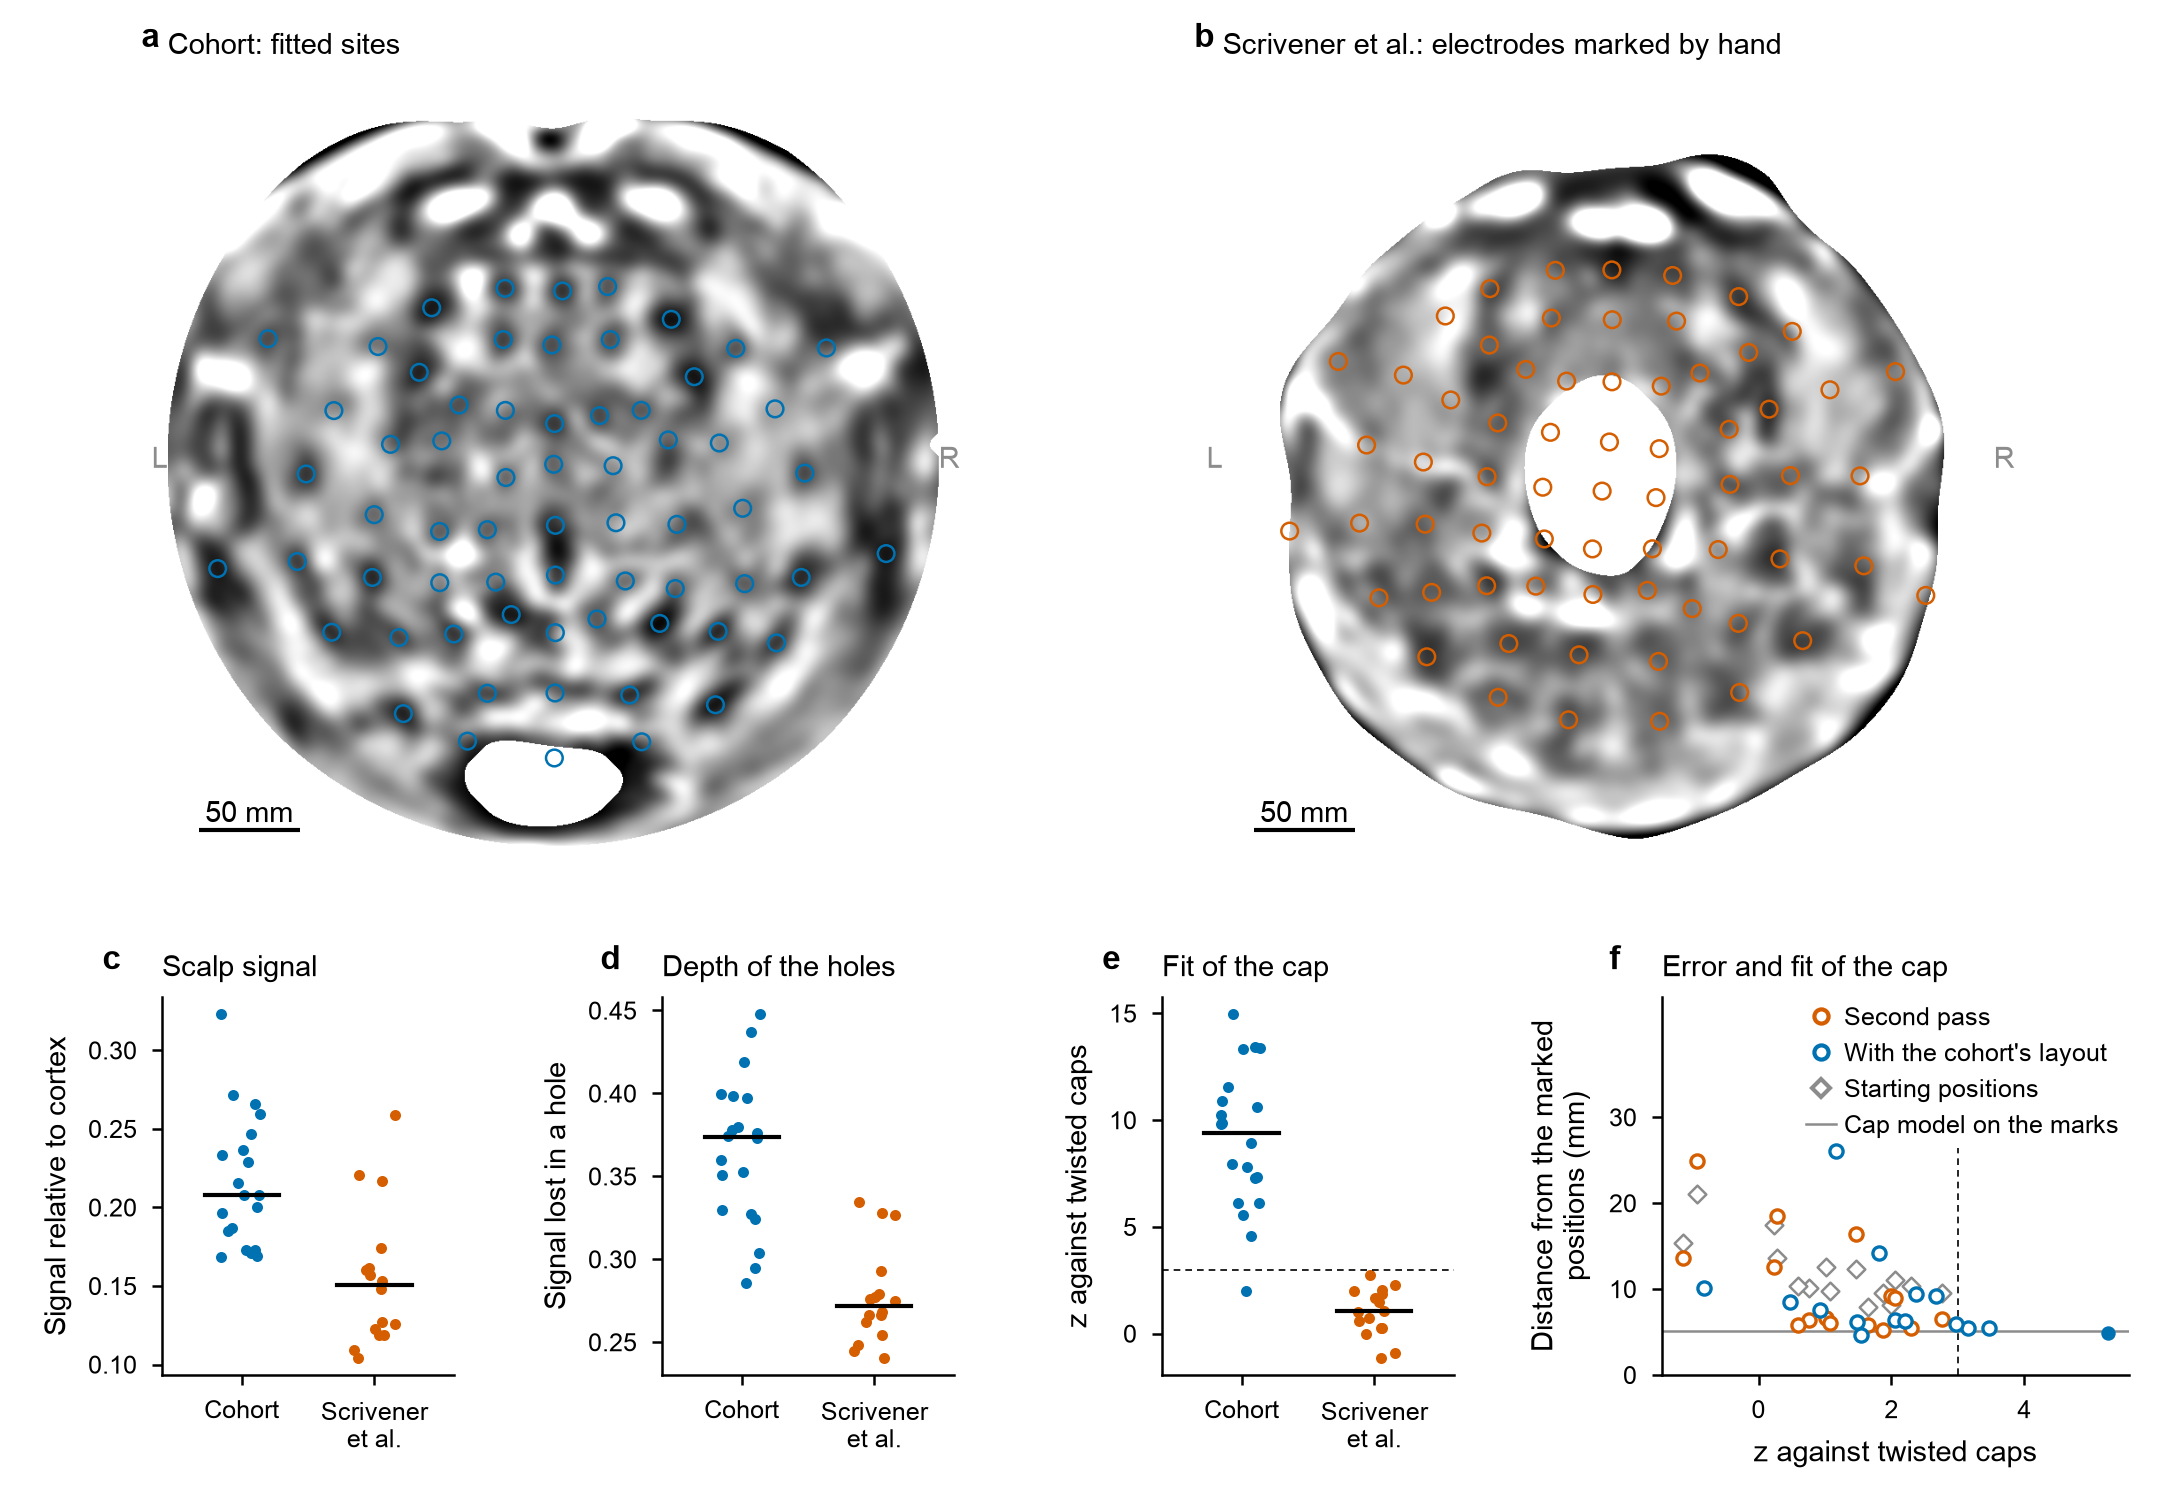 a Cohort: fitted sites
b Scrivener et al.: electrodes marked by hand
L
R
L
R
50 mm
50 mm
c Scalp signal
Signal relative to cortex
0.30
0.25
0.20
0.15
0.10
Cohort
Scrivener
et al.
d Depth of the holes
Signal lost in a hole
0.45
0.40
0.35
0.30
0.25
Cohort
Scrivener
et al.
e Fit of the cap
z against twisted caps
15
10
5
0
Cohort
Scrivener
et al.
f Error and fit of the cap
Distance from the marked
positions (mm)
30
20
10
0
Second pass
With the cohort's layout
Starting positions
Cap model on the marks
0
2
4
z against twisted caps